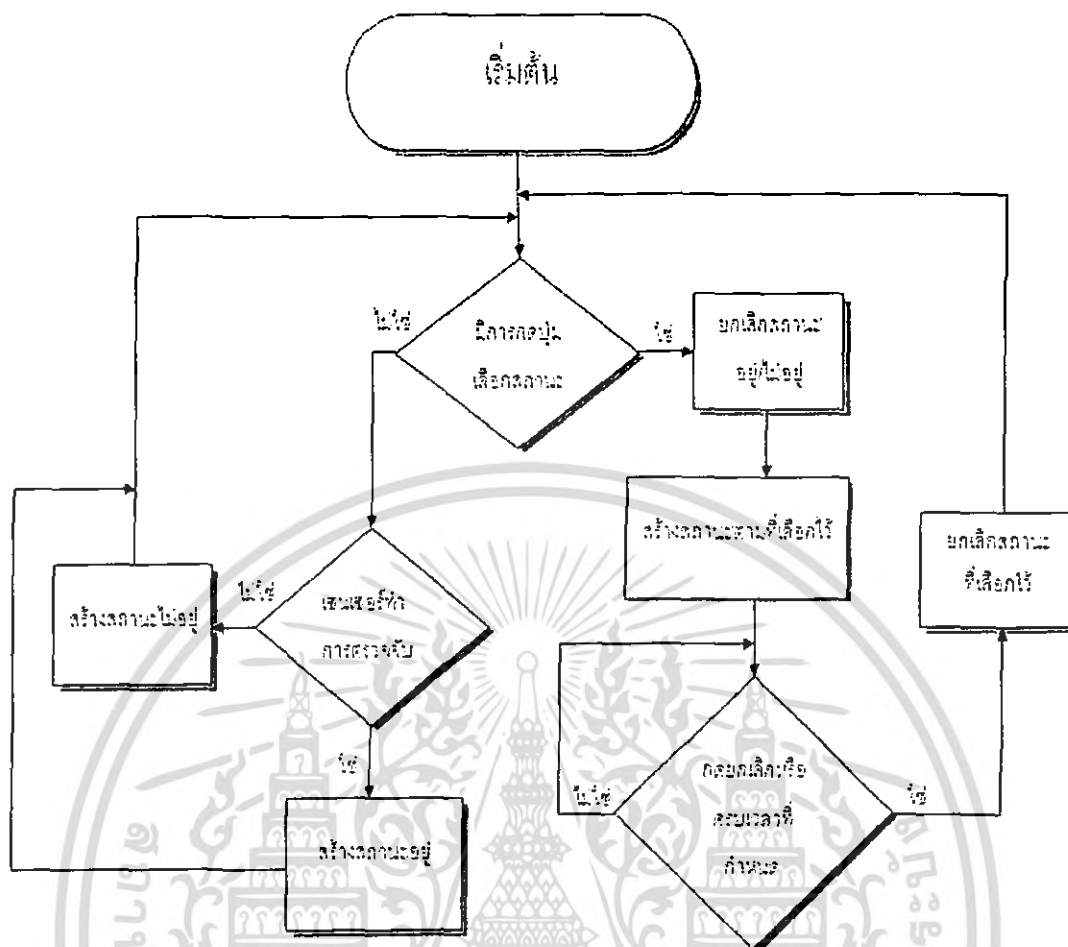 เริ่มต้น
ไม่ใช่
มีการกดปุ่ม
เลือกสถานะ
ใช่
ยกเลิกสถานะ
อยู่/ไม่อยู่
สร้างสถานะตามที่เลือกไว้
ยกเลิกสถานะ
ที่เลือกไว้
สร้างสถานะไม่อยู่
ไม่ใช่
เซนเซอร์ทำ
การตรวจจับ
ใช่
สร้างสถานะอยู่
ไม่ใช่
กดยกเลิกหรือ
ครบเวลาที่
กำหนด
ใช่